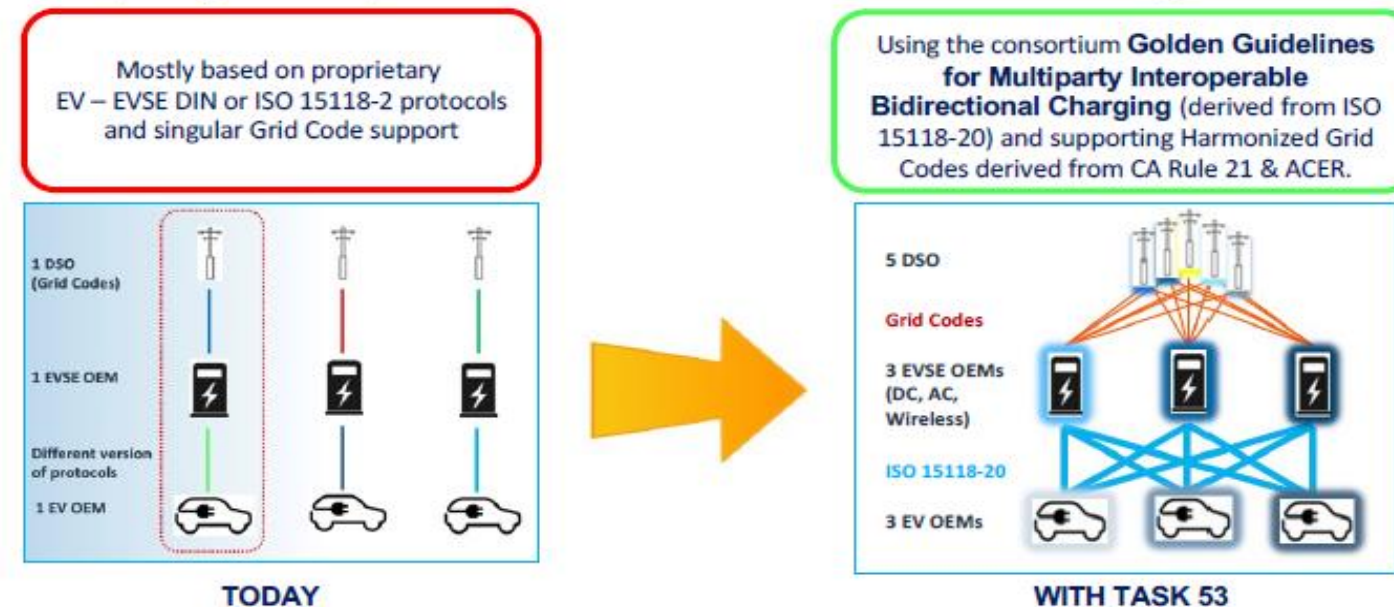 Mostly based on proprietary
EV – EVSE DIN or ISO 15118-2 protocols
and singular Grid Code support
1 DSO
(Grid Codes)
1 EVSE OEM
Different version
of protocols
1 EV OEM
TODAY
Using the consortium Golden Guidelines
for Multiparty Interoperable
Bidirectional Charging (derived from ISO
15118-20) and supporting Harmonized Grid
Codes derived from CA Rule 21 & ACER.
5 DSO
Grid Codes
3 EVSE OEMs
(DC, AC,
Wireless)
ISO 15118-20
3 EV OEMs
WITH TASK 53